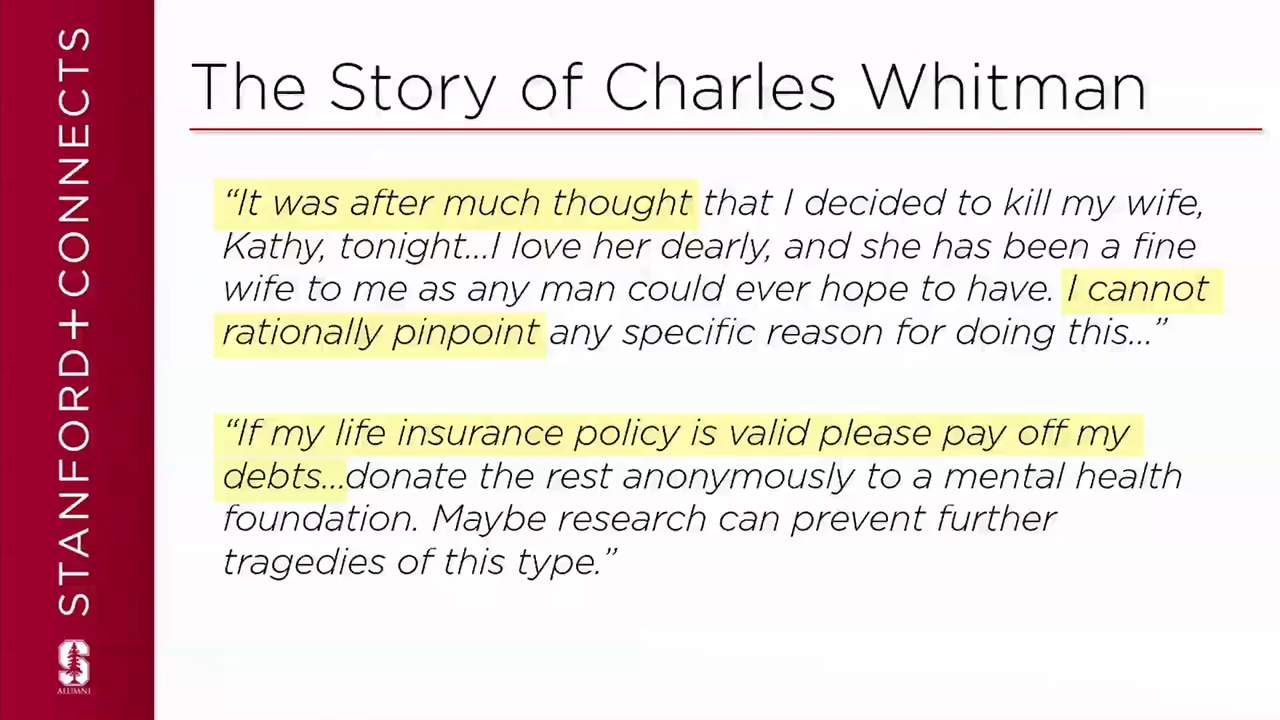 STANFORD+CONNECTS
S
ALUMNI
The Story of Charles Whitman
“It was after much thought that I decided to kill my wife,
Kathy, tonight...I love her dearly, and she has been a fine
wife to me as any man could ever hope to have. I cannot
rationally pinpoint any specific reason for doing this...”
“If my life insurance policy is valid please pay off my
debts...donate the rest anonymously to a mental health
foundation. Maybe research can prevent further
tragedies of this type.”